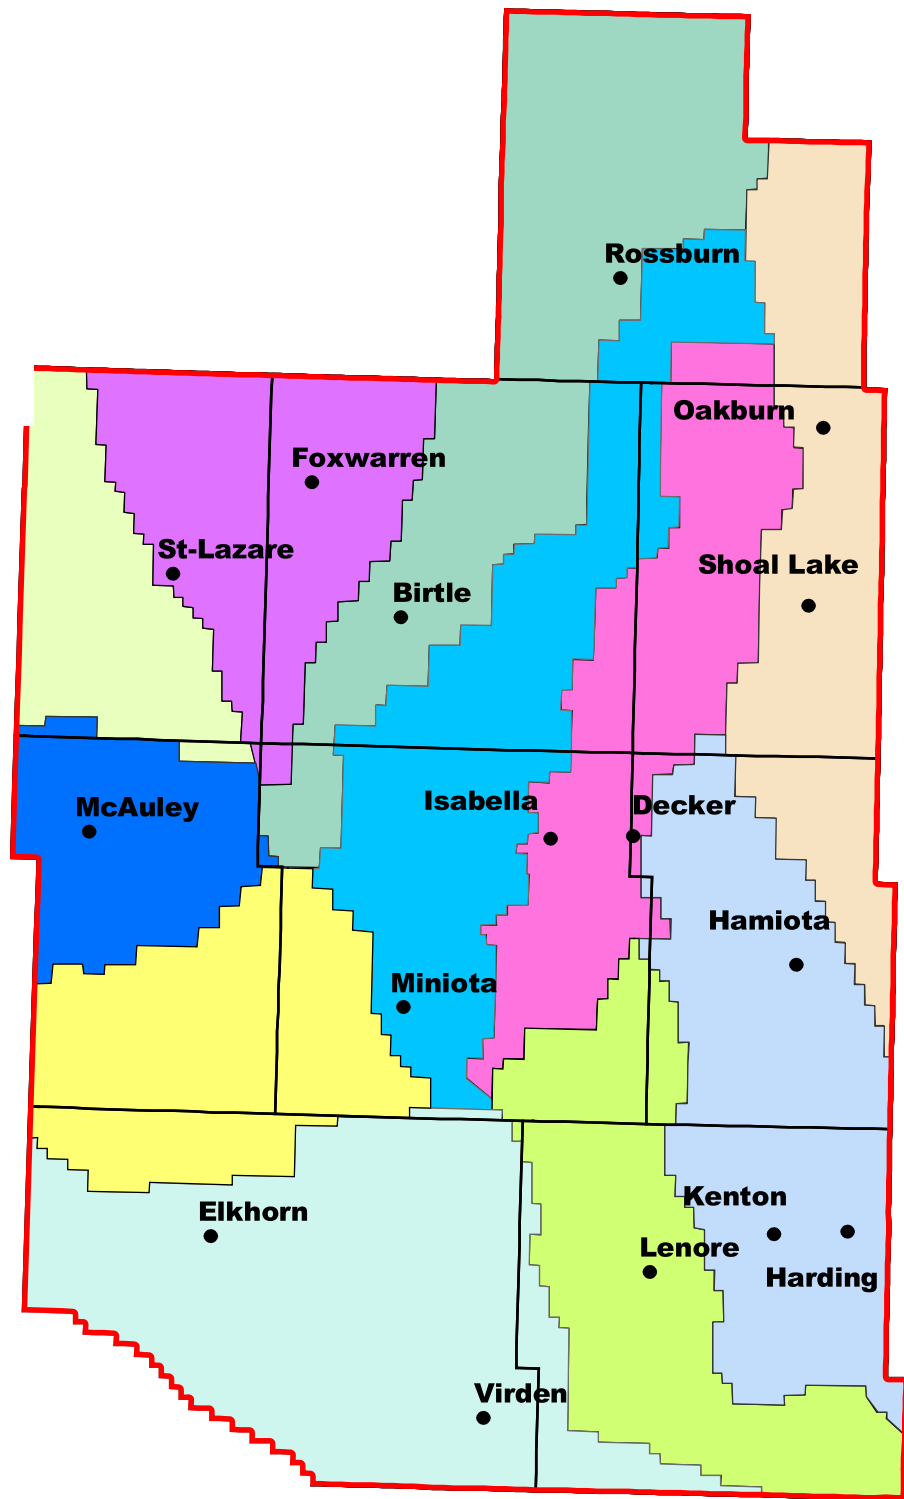 Rossburn
Oakburn
Foxwarren
St-Lazare
Shoal Lake
Birtle
Isabella
Decker
McAuley
Hamiota
Miniota
Kenton
Elkhorn
Lenore
Harding
Virden